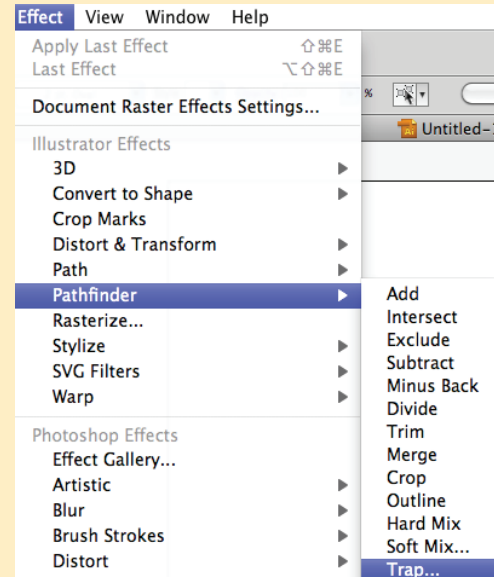 Effect View Window Help
Apply Last Effect ⇧⌘E
Last Effect ⌥⇧⌘E
Document Raster Effects Settings...
Illustrator Effects
3D
Convert to Shape
Crop Marks
Distort & Transform
Path
Pathfinder
Rasterize...
Stylize
SVG Filters
Warp
Photoshop Effects
Effect Gallery...
Artistic
Blur
Brush Strokes
Distort
%
Ai Untitled-
Add
Intersect
Exclude
Subtract
Minus Back
Divide
Trim
Merge
Crop
Outline
Hard Mix
Soft Mix...
Trap...